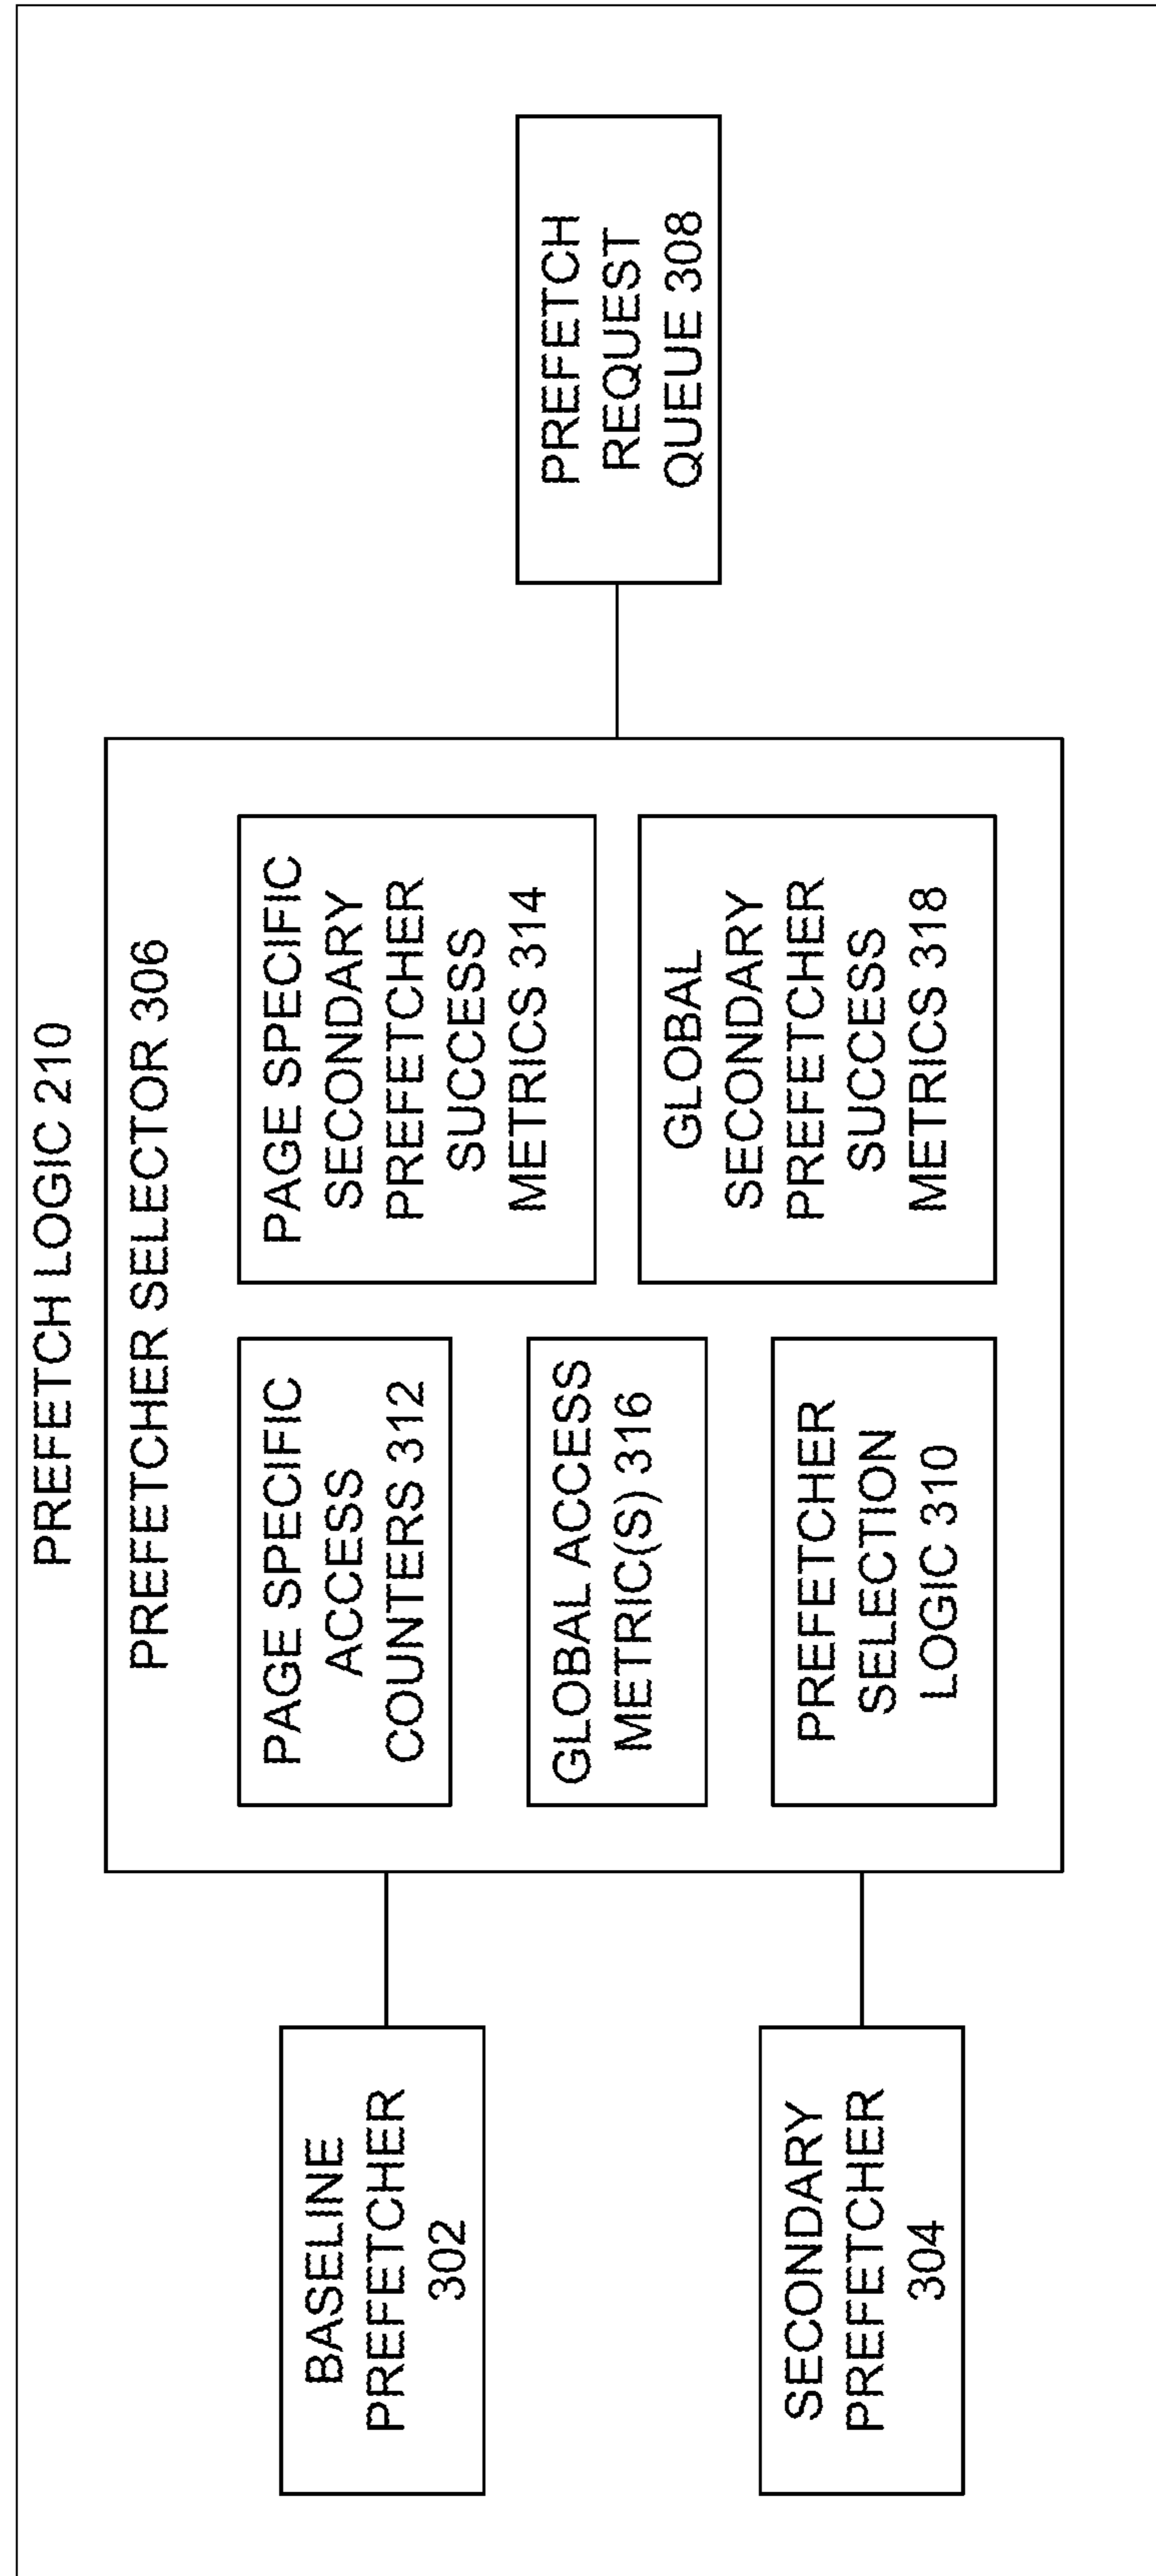 PREFETCH LOGIC 210
PREFETCHER SELECTOR 306
BASELINE
PREFETCHER
302
SECONDARY
PREFETCHER
304
PAGE SPECIFIC
ACCESS
COUNTERS 312
GLOBAL ACCESS
METRIC(S) 316
PREFETCHER
SELECTION
LOGIC 310
PAGE SPECIFIC
SECONDARY
PREFETCHER
SUCCESS
METRICS 314
GLOBAL
SECONDARY
PREFETCHER
SUCCESS
METRICS 318
PREFETCH
REQUEST
QUEUE 308